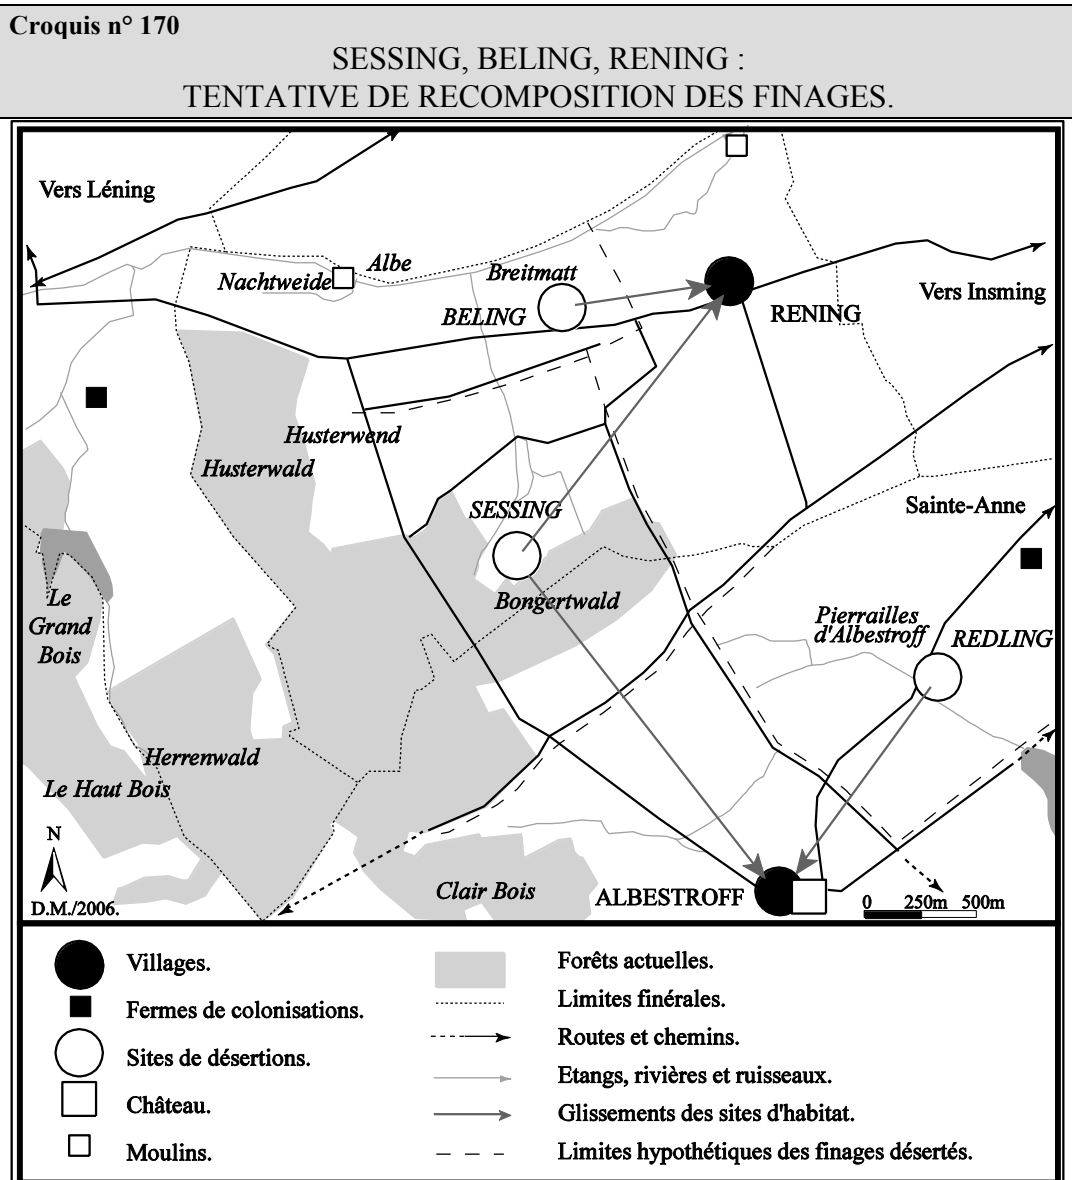 Croquis n° 170
SESSING, BELING, RENING :
TENTATIVE DE RECOMPOSITION DES FINAGES.
Vers Léning
Albe
Nachtweide
Breitmatt
BELING
Vers Insming
RENING
Husterwend
Husterwald
SESSING
Sainte-Anne
Bongertwald
Le
Grand
Bois
Pierrailles
d'Albestroff
REDLING
Herrenwald
Le Haut Bois
N
D.M./2006.
Clair Bois
ALBESTROFF
0 250m 500m
Villages.
Fermes de colonisations.
Sites de désertions.
Château.
Moulins.
Forêts actuelles.
Limites finérales.
Routes et chemins.
Etangs, rivières et ruisseaux.
Glissements des sites d'habitat.
Limites hypothétiques des finages désertés.